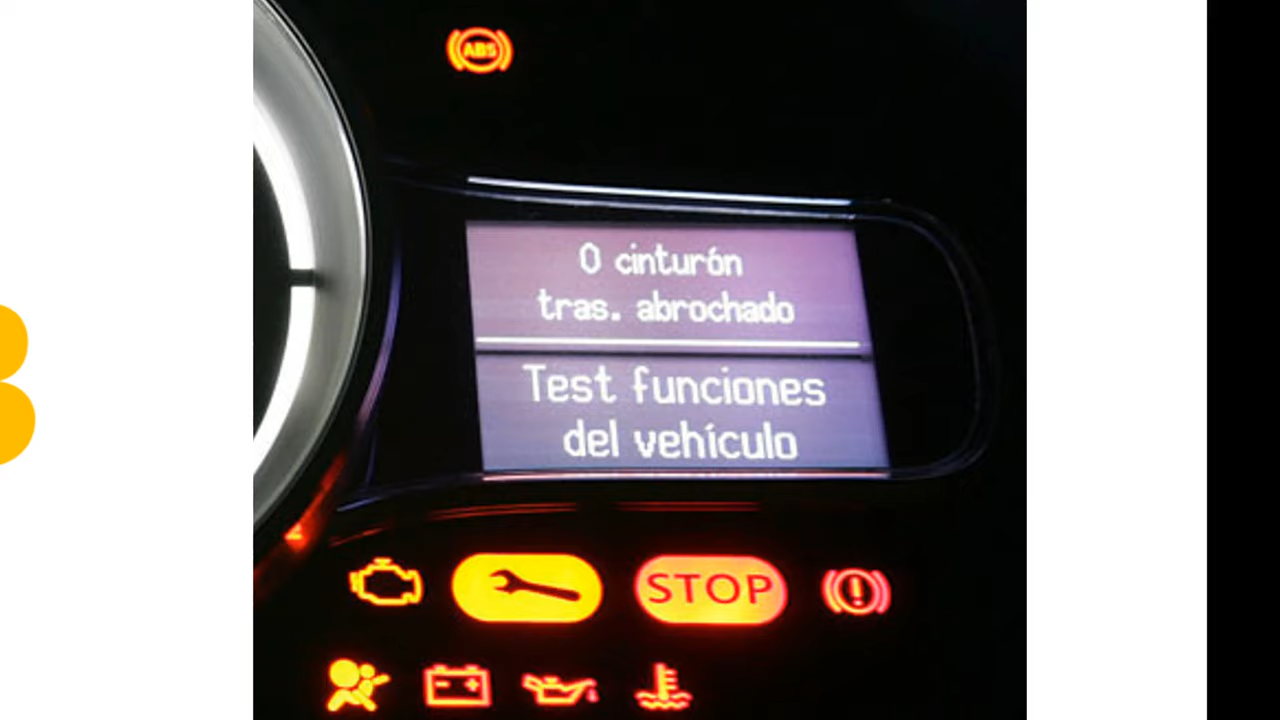 ABS
0 cinturón
tras. abrochado
Test funciones
del vehículo
STOP